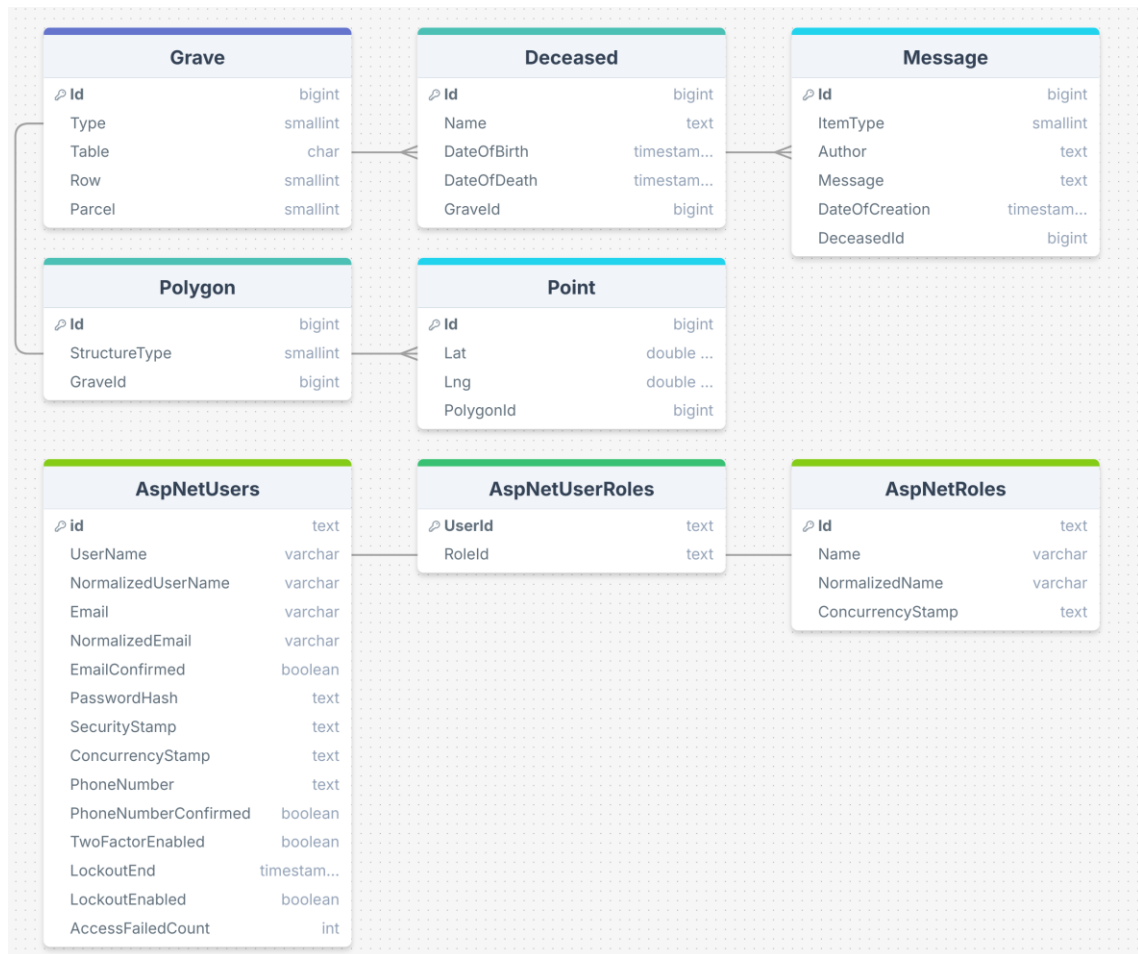 Grave
Id bigint
Type smallint
Table char
Row smallint
Parcel smallint
Deceased
Id bigint
Name text
DateOfBirth timestam...
DateOfDeath timestam...
GraveId bigint
Message
Id bigint
ItemType smallint
Author text
Message text
DateOfCreation timestam...
DeceasedId bigint
Polygon
Id bigint
StructureType smallint
GraveId bigint
Point
Id bigint
Lat double ...
Lng double ...
PolygonId bigint
AspNetUsers
id text
UserName varchar
NormalizedUserName varchar
Email varchar
NormalizedEmail varchar
EmailConfirmed boolean
PasswordHash text
SecurityStamp text
ConcurrencyStamp text
PhoneNumber text
PhoneNumberConfirmed boolean
TwoFactorEnabled boolean
LockoutEnd timestam...
LockoutEnabled boolean
AccessFailedCount int
AspNetUserRoles
UserId text
RoleId text
AspNetRoles
Id text
Name varchar
NormalizedName varchar
ConcurrencyStamp text